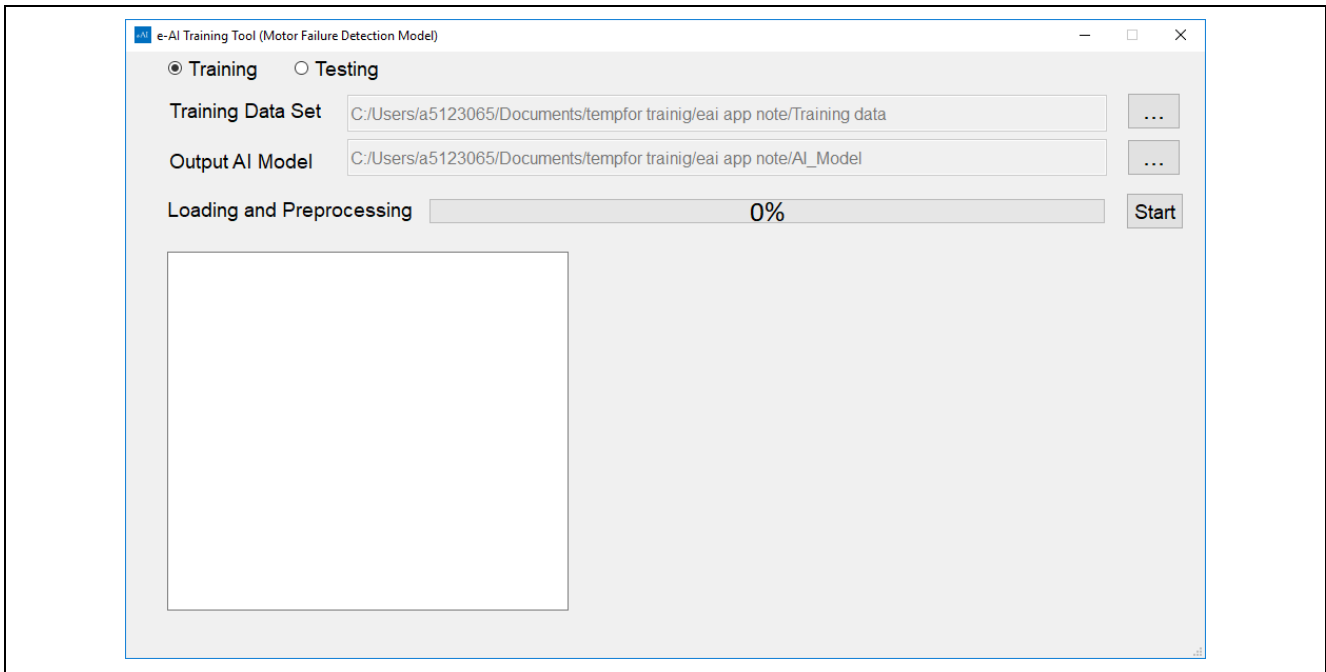 e-AI e-AI Training Tool (Motor Failure Detection Model)
Training Testing
Training Data Set C:/Users/a5123065/Documents/tempfor trainig/eai app note/Training data ...
Output AI Model C:/Users/a5123065/Documents/tempfor trainig/eai app note/AI_Model ...
Loading and Preprocessing 0% Start